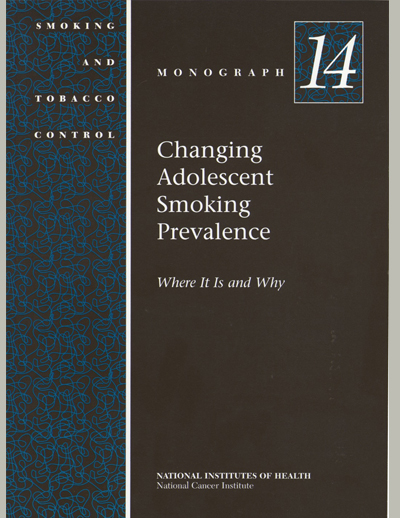 SMOKING
AND
TOBACCO
CONTROL
MONOGRAPH 14
Changing
Adolescent
Smoking
Prevalence
Where It Is and Why
NATIONAL INSTITUTES OF HEALTH
National Cancer Institute